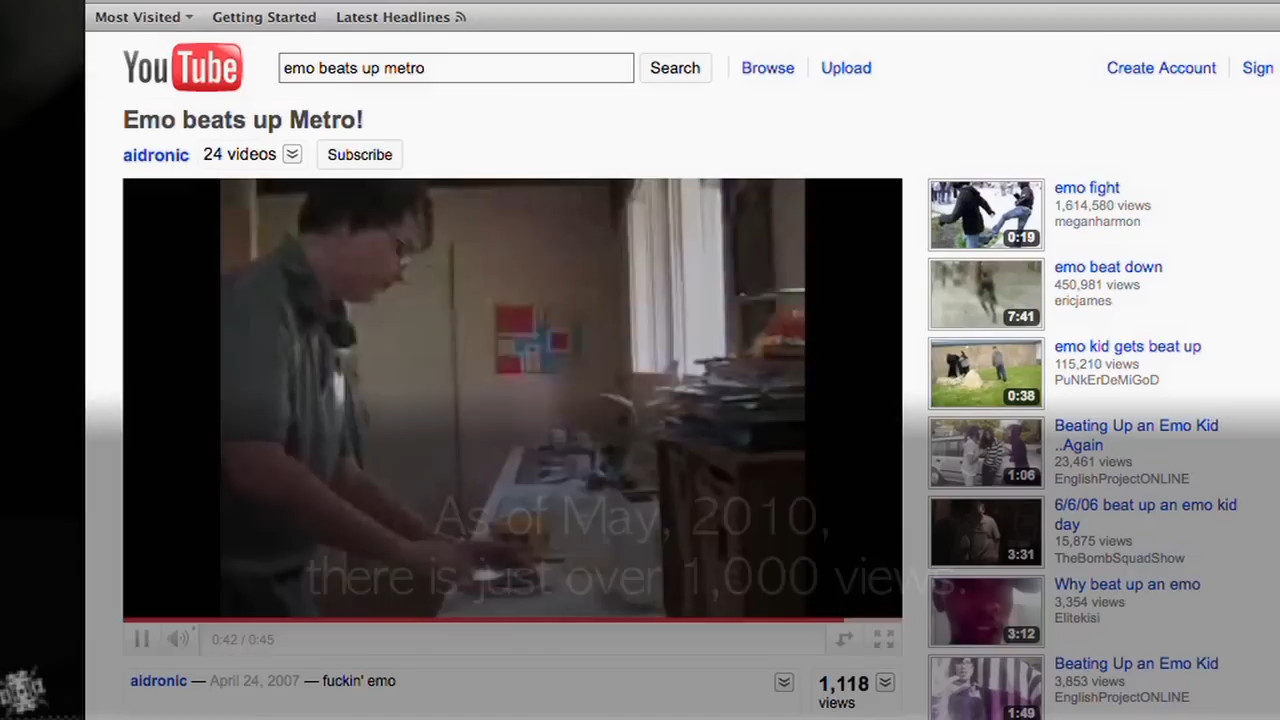 Most Visited Getting Started Latest Headlines
YouTube emo beats up metro Search Browse Upload Create Account Sign
Emo beats up Metro!
aidronic 24 videos Subscribe
emo fight
1,614,580 views
meganharmon
0:19
emo beat down
450,981 views
ericjames
7:41
emo kid gets beat up
115,210 views
PuNkErDeMiGoD
0:38
Beating Up an Emo Kid
..Again
23,461 views
EnglishProjectONLINE
1:06
6/6/06 beat up an emo kid
day
15,875 views
TheBombSquadShow
3:31
Why beat up an emo
3,354 views
Elitekisi
3:12
Beating Up an Emo Kid
3,853 views
EnglishProjectONLINE
1:49
As of May, 2010,
there is just over 1,000 views.
0:42 / 0:45
aidronic — April 24, 2007 — fuckin' emo
1,118
views